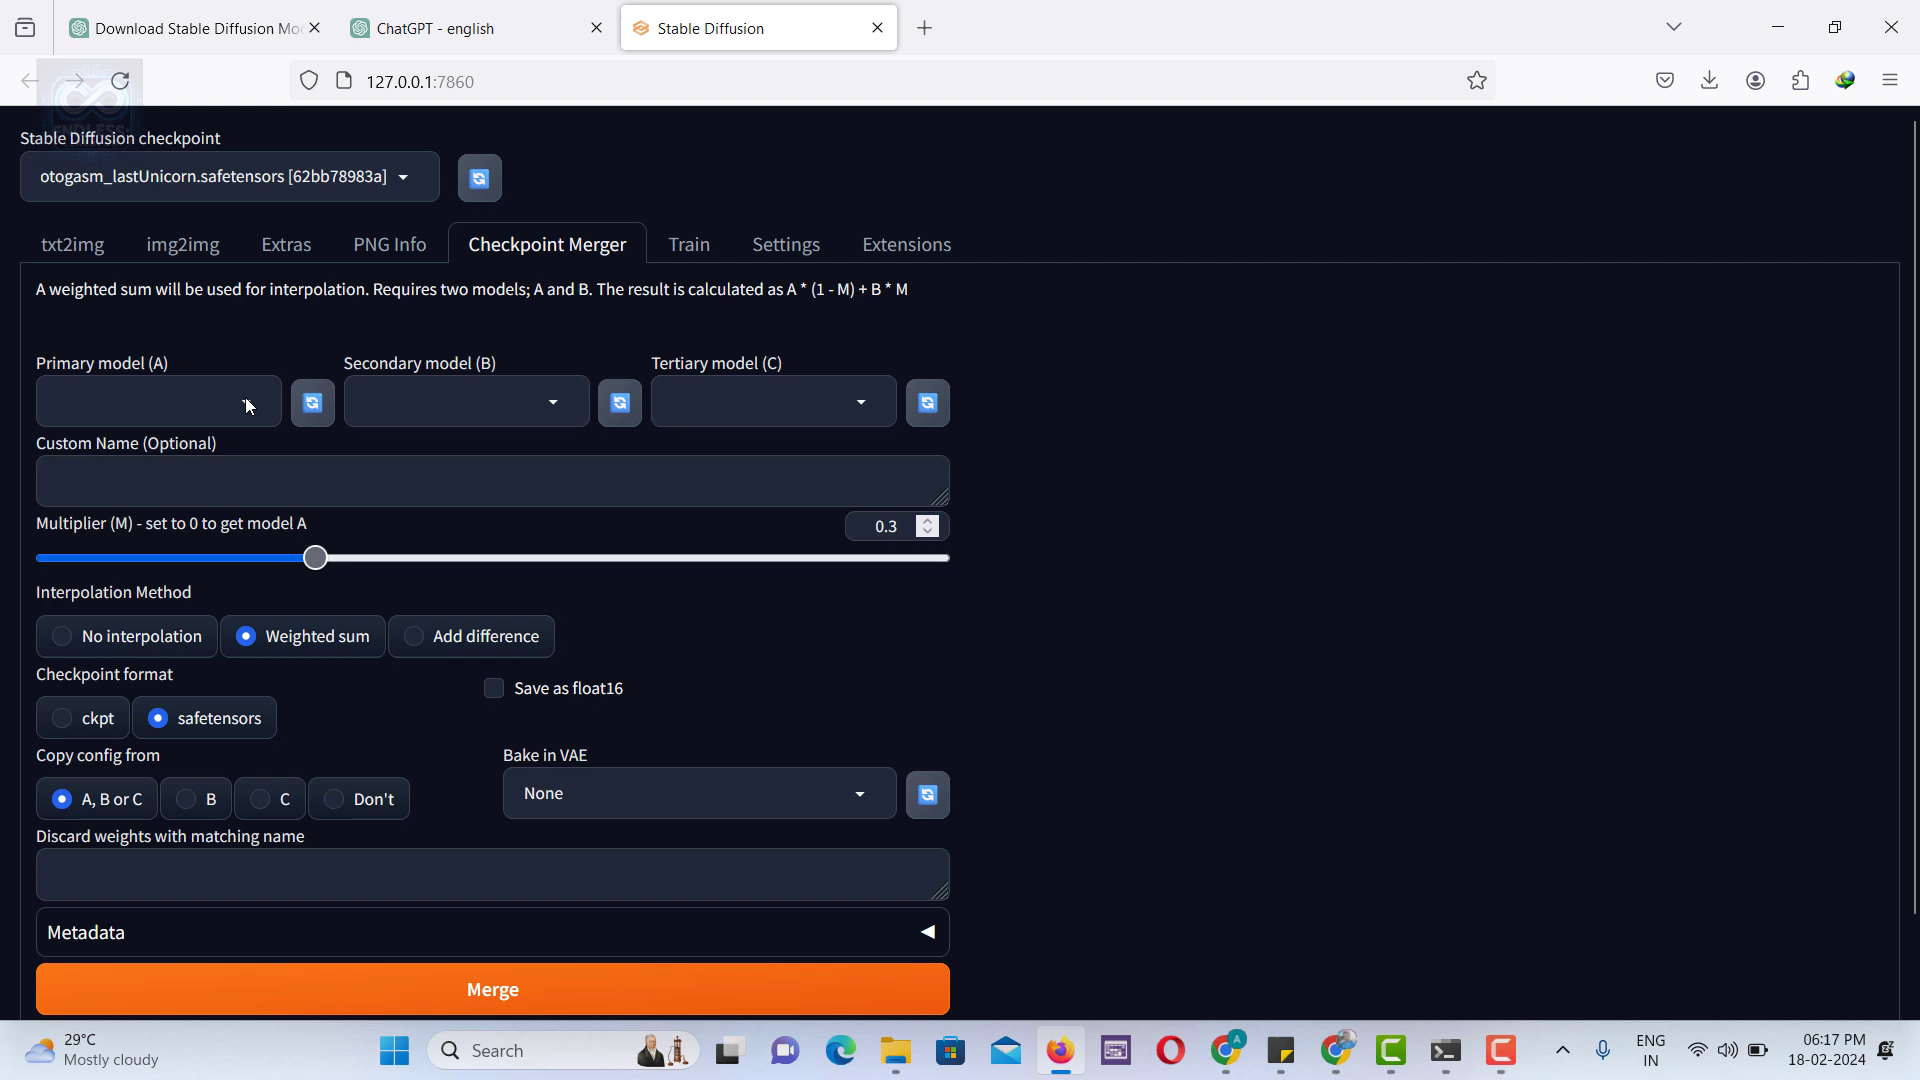 Download Stable Diffusion Mo
ChatGPT - english
Stable Diffusion
127.0.0.1:7860
ENDLESS
Stable Diffusion checkpoint
otogasm_lastUnicorn.safetensors [62bb78983a]
txt2img
img2img
Extras
PNG Info
Checkpoint Merger
Train
Settings
Extensions
A weighted sum will be used for interpolation. Requires two models; A and B. The result is calculated as A * (1 - M) + B * M
Primary model (A)
Secondary model (B)
Tertiary model (C)
Custom Name (Optional)
Multiplier (M) - set to 0 to get model A
0.3
Interpolation Method
No interpolation
Weighted sum
Add difference
Checkpoint format
Save as float16
ckpt
safetensors
Copy config from
Bake in VAE
A, B or C
B
C
Don't
None
Discard weights with matching name
Metadata
Merge
29°C
Mostly cloudy
Search
A
ENG
IN
06:17 PM
18-02-2024